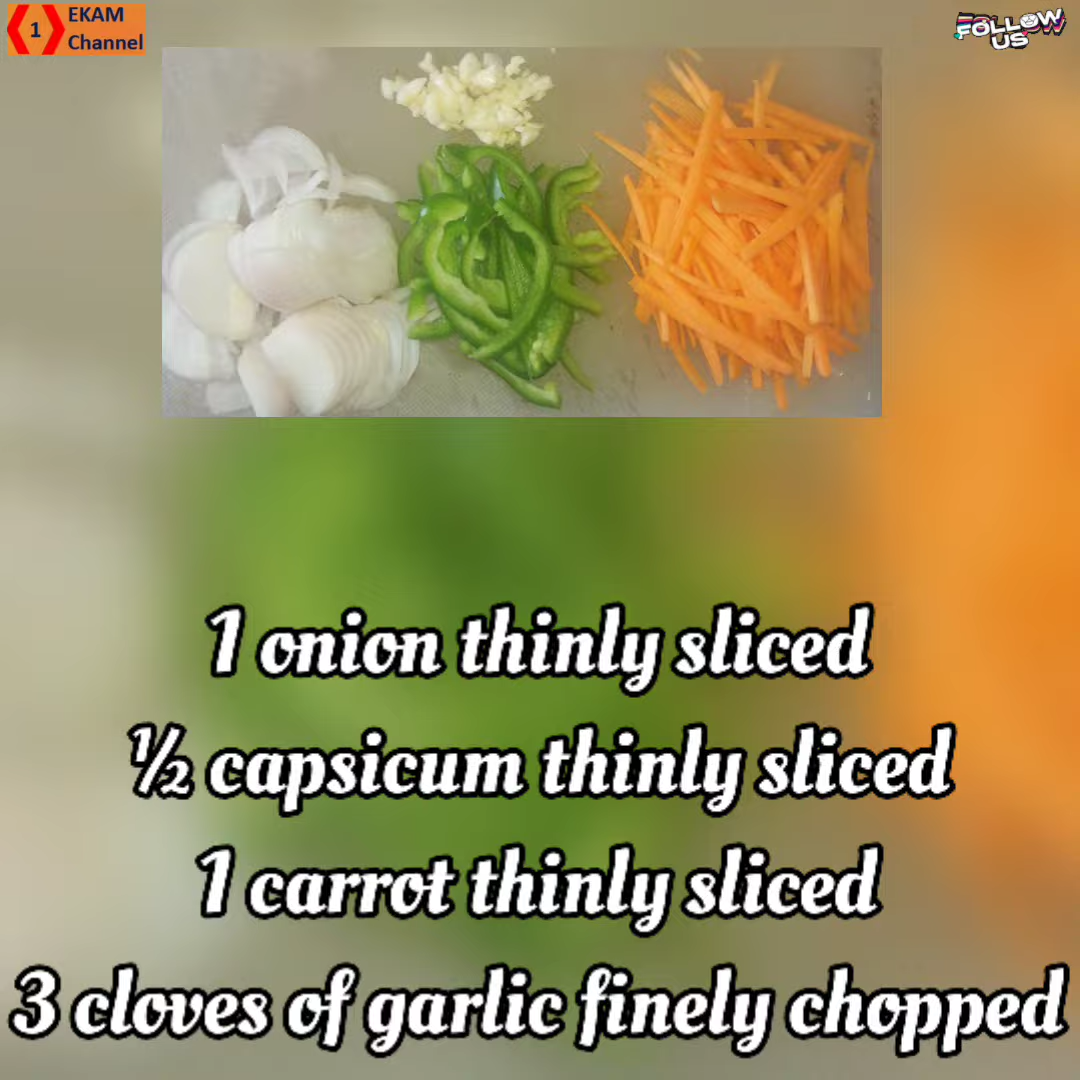 1
EKAM
Channel
FOLLOW
US
1 onion thinly sliced
½ capsicum thinly sliced
1 carrot thinly sliced
3 cloves of garlic finely chopped